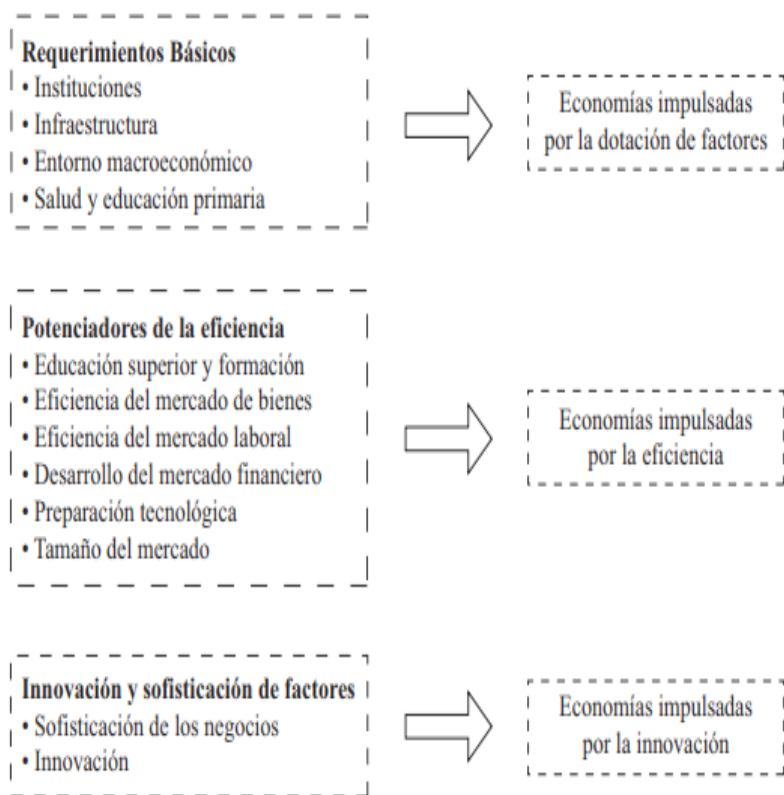 Requerimientos Básicos
• Instituciones
• Infraestructura
• Entorno macroeconómico
• Salud y educación primaria
Economías impulsadas
por la dotación de factores
Potenciadores de la eficiencia
• Educación superior y formación
• Eficiencia del mercado de bienes
• Eficiencia del mercado laboral
• Desarrollo del mercado financiero
• Preparación tecnológica
• Tamaño del mercado
Economías impulsadas
por la eficiencia
Innovación y sofisticación de factores
• Sofisticación de los negocios
• Innovación
Economías impulsadas
por la innovación